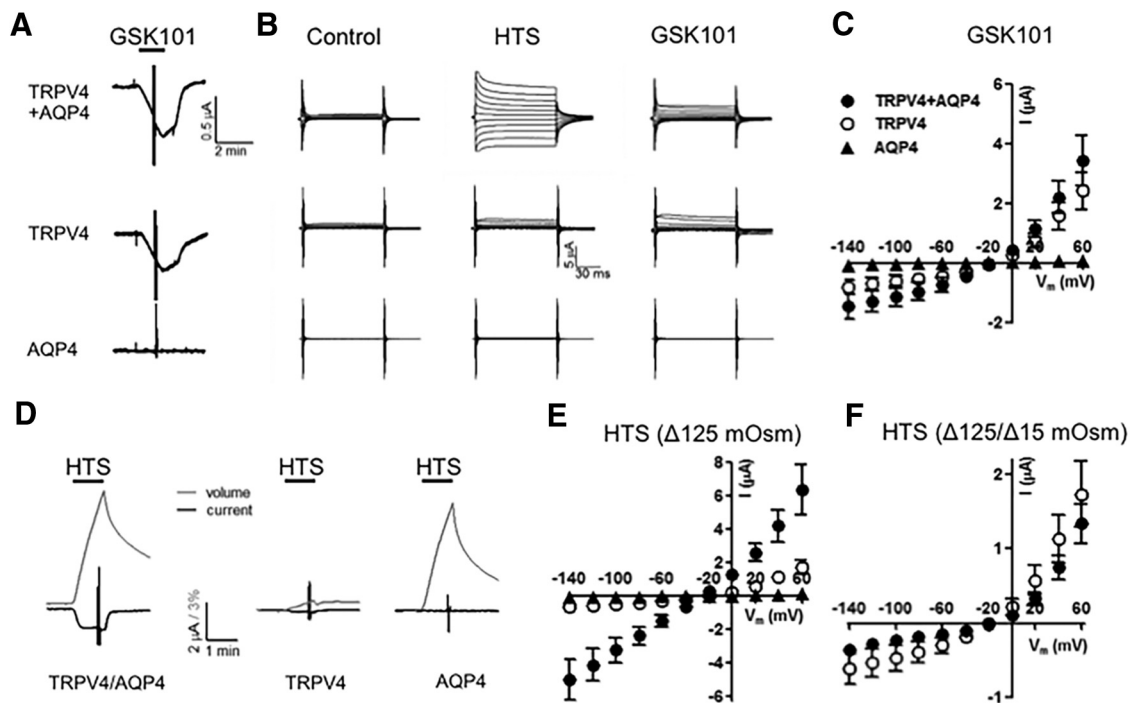 A
GSK101
TRPV4
+AQP4
0.5 µA
2 min
TRPV4
AQP4
B
Control
HTS
GSK101
5 µA
30 ms
C
GSK101
6
I (µA)
TRPV4+AQP4
TRPV4
AQP4
4
2
-140 -100 -60 -20 20 60
Vm (mV)
-2
D
HTS
HTS
HTS
volume
current
2 µA / 3%
1 min
TRPV4/AQP4
TRPV4
AQP4
E
HTS (Δ125 mOsm)
8
I (µA)
6
4
2
-140 -100 -60 -20 20 60
Vm (mV)
-2
-4
-6
F
HTS (Δ125/Δ15 mOsm)
2
I (µA)
1
-140 -100 -60 -20 20 60
Vm (mV)
-1